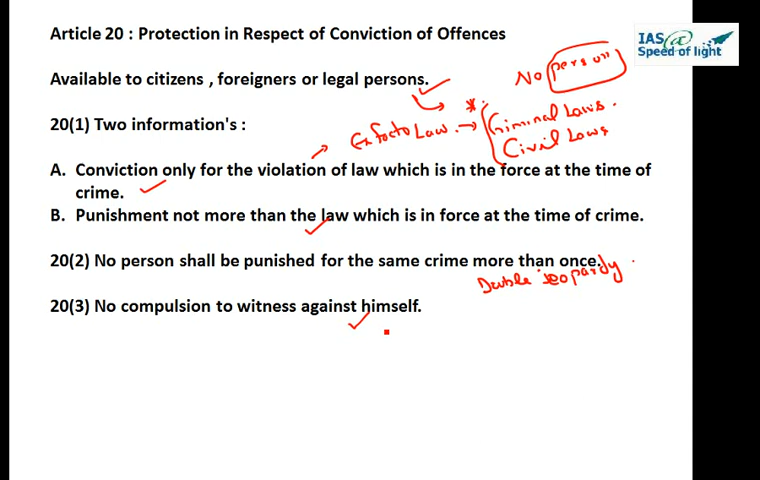 Article 20 : Protection in Respect of Conviction of Offences
IAS@
Speed of light
Available to citizens , foreigners or legal persons.
No person
20(1) Two information's :
Ex facto Law. → * Criminal Laws.
Civil Laws
A. Conviction only for the violation of law which is in the force at the time of
crime.
B. Punishment not more than the law which is in force at the time of crime.
20(2) No person shall be punished for the same crime more than once.
Double jeopardy
20(3) No compulsion to witness against himself.